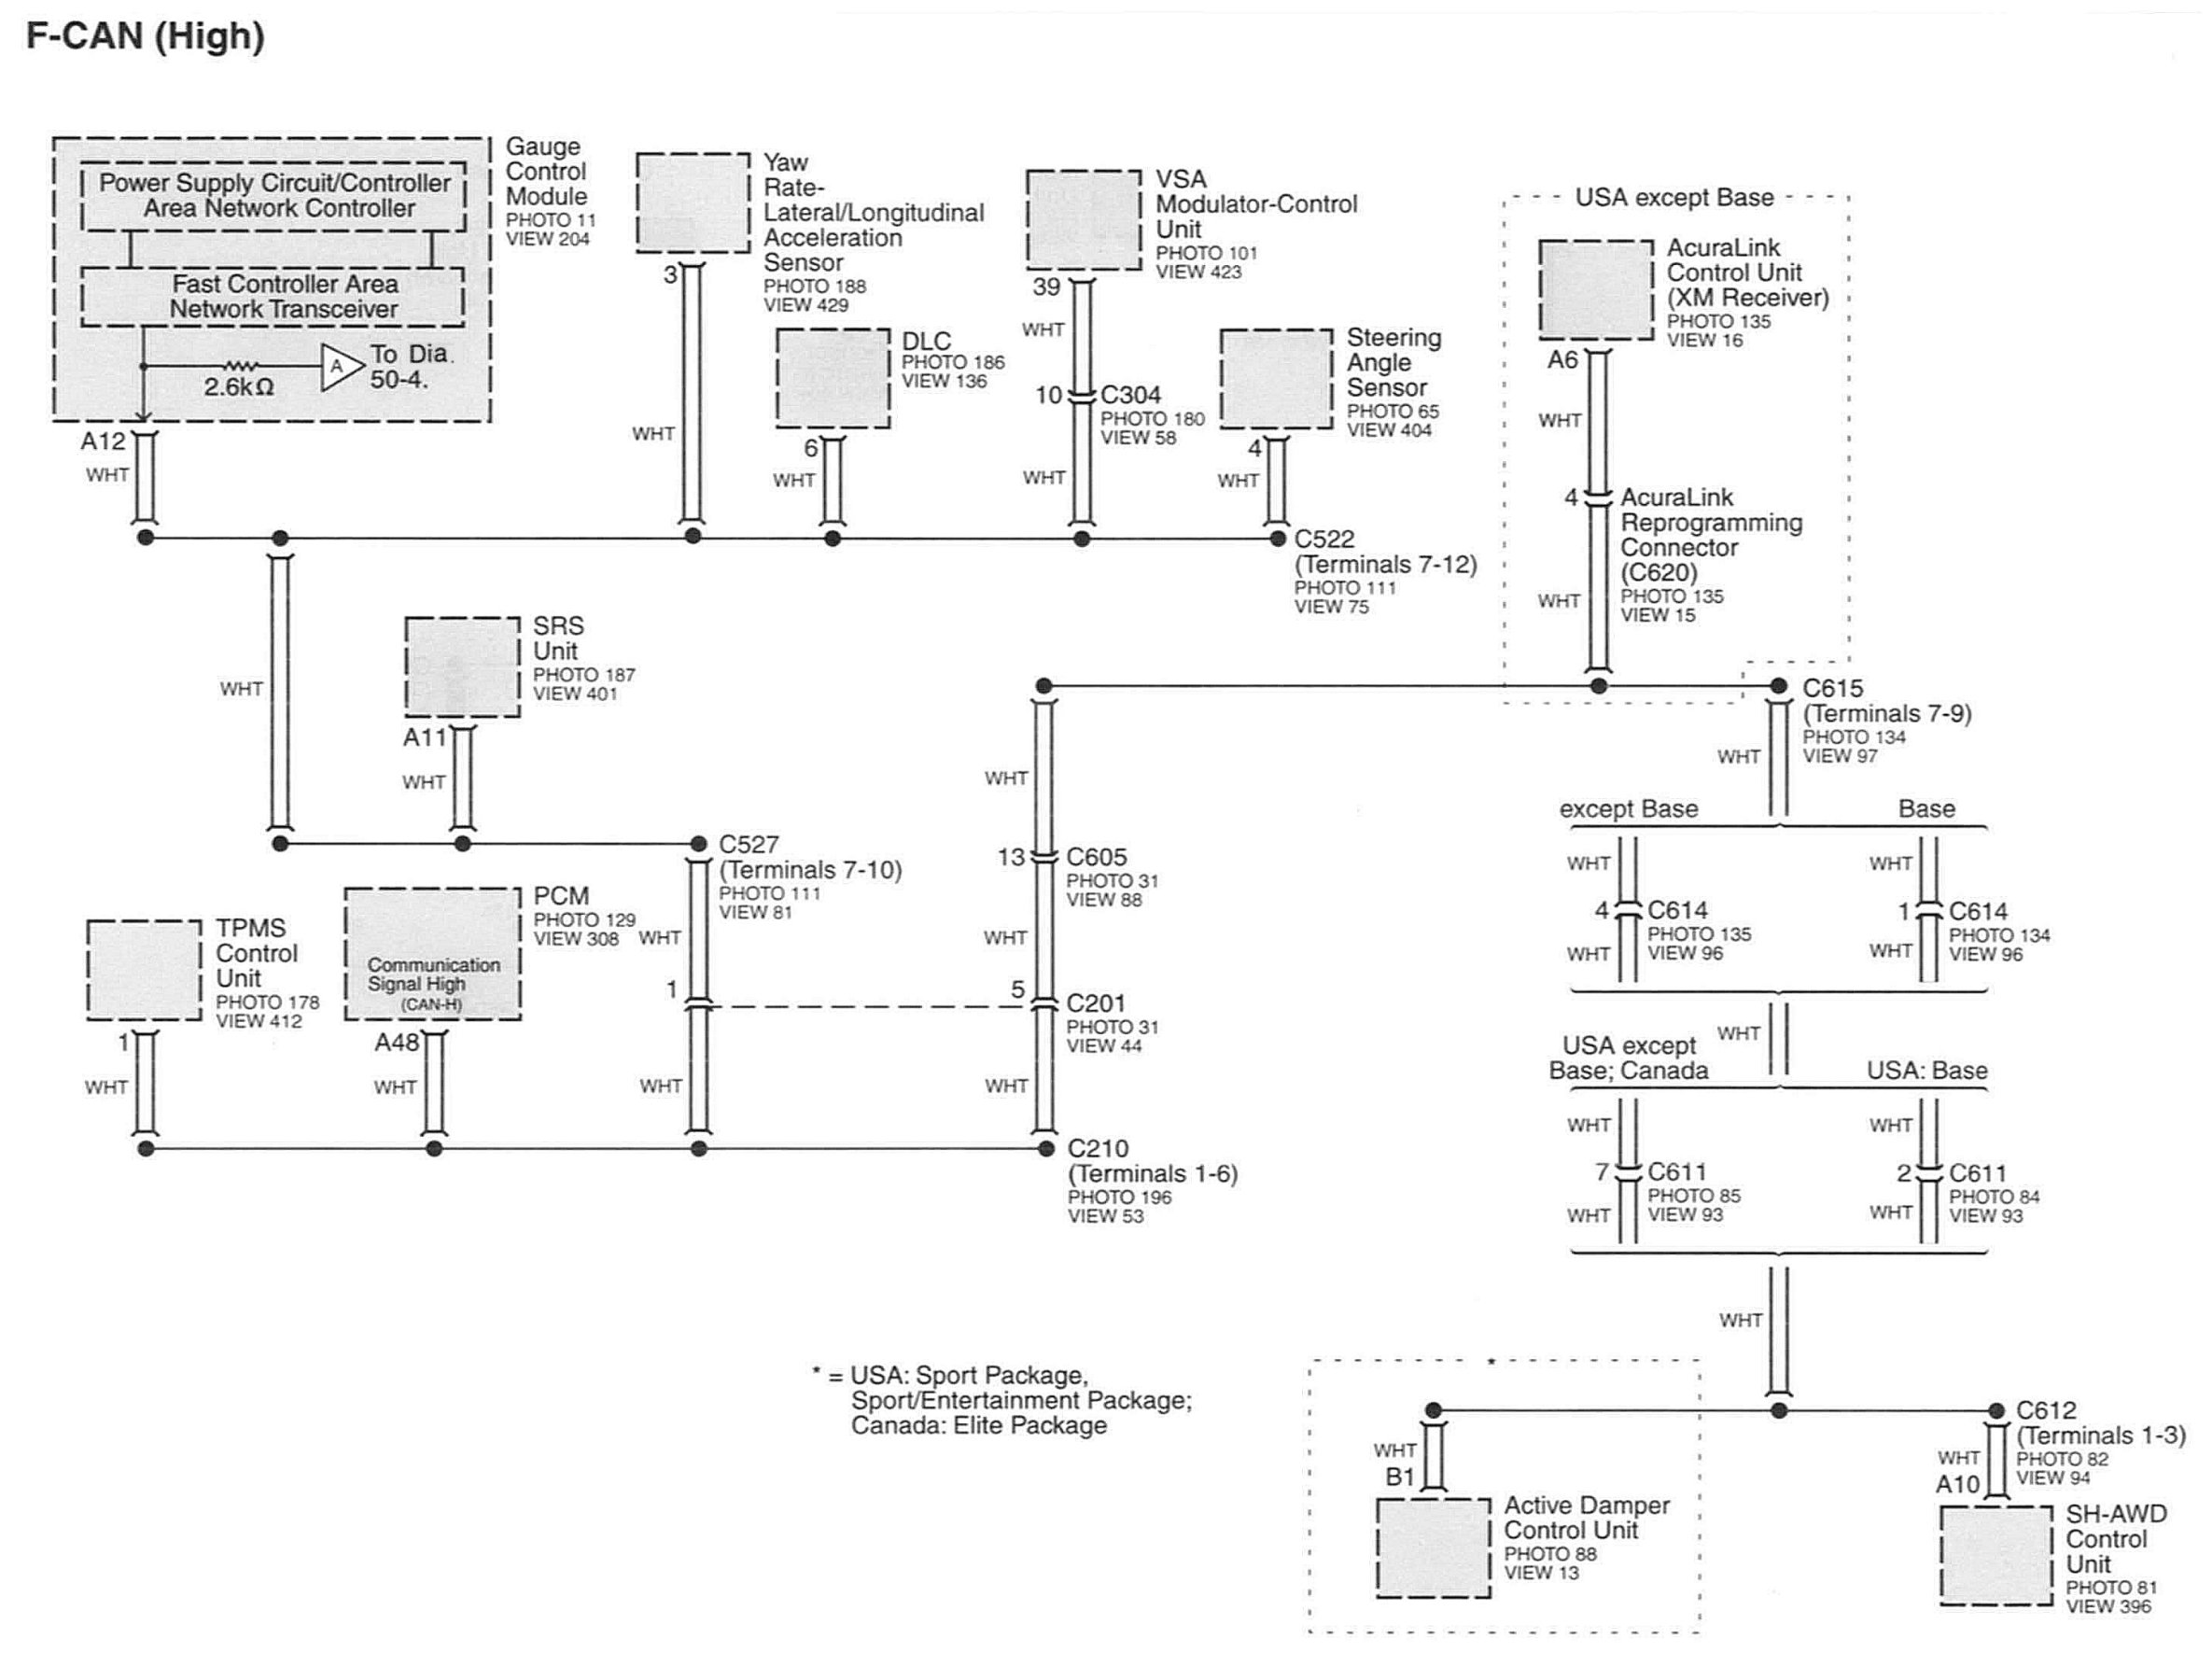 F-CAN (High)
Gauge
Control
Module
PHOTO 11
VIEW 204
Power Supply Circuit/Controller
Area Network Controller
Fast Controller Area
Network Transceiver
2.6kΩ
A
To Dia.
50-4.
A12
WHT
Yaw
Rate-
Lateral/Longitudinal
Acceleration
Sensor
PHOTO 188
VIEW 429
3
WHT
DLC
PHOTO 186
VIEW 136
6
WHT
VSA
Modulator-Control
Unit
PHOTO 101
VIEW 423
39
WHT
10
C304
PHOTO 180
VIEW 58
WHT
Steering
Angle
Sensor
PHOTO 65
VIEW 404
4
WHT
C522
(Terminals 7-12)
PHOTO 111
VIEW 75
USA except Base
AcuraLink
Control Unit
(XM Receiver)
PHOTO 135
VIEW 16
A6
WHT
4
AcuraLink
Reprogramming
Connector
(C620)
PHOTO 135
VIEW 15
WHT
WHT
SRS
Unit
PHOTO 187
VIEW 401
A11
WHT
C527
(Terminals 7-10)
PHOTO 111
VIEW 81
WHT
1
WHT
TPMS
Control
Unit
PHOTO 178
VIEW 412
1
WHT
PCM
PHOTO 129
VIEW 308
Communication
Signal High
(CAN-H)
A48
WHT
WHT
13
C605
PHOTO 31
VIEW 88
WHT
5
C201
PHOTO 31
VIEW 44
WHT
C210
(Terminals 1-6)
PHOTO 196
VIEW 53
C615
(Terminals 7-9)
PHOTO 134
VIEW 97
WHT
except Base
Base
WHT
4
C614
PHOTO 135
VIEW 96
WHT
WHT
1
C614
PHOTO 134
VIEW 96
WHT
WHT
USA except
Base; Canada
USA: Base
WHT
7
C611
PHOTO 85
VIEW 93
WHT
WHT
2
C611
PHOTO 84
VIEW 93
WHT
WHT
* = USA: Sport Package,
Sport/Entertainment Package;
Canada: Elite Package
*
WHT
B1
Active Damper
Control Unit
PHOTO 88
VIEW 13
C612
(Terminals 1-3)
PHOTO 82
VIEW 94
WHT
A10
SH-AWD
Control
Unit
PHOTO 81
VIEW 396